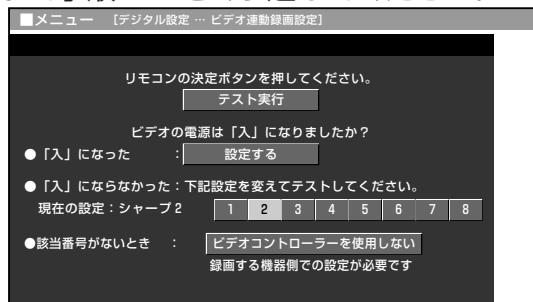 ■メニュー　［デジタル設定 … ビデオ連動録画設定］
リモコンの決定ボタンを押してください。
テスト実行
ビデオの電源は「入」になりましたか？
●「入」になった　　　：　設定する
●「入」にならなかった：下記設定を変えてテストしてください。
現在の設定：シャープ2　1　2　3　4　5　6　7　8
●該当番号がないとき　：　ビデオコントローラーを使用しない
録画する機器側での設定が必要です